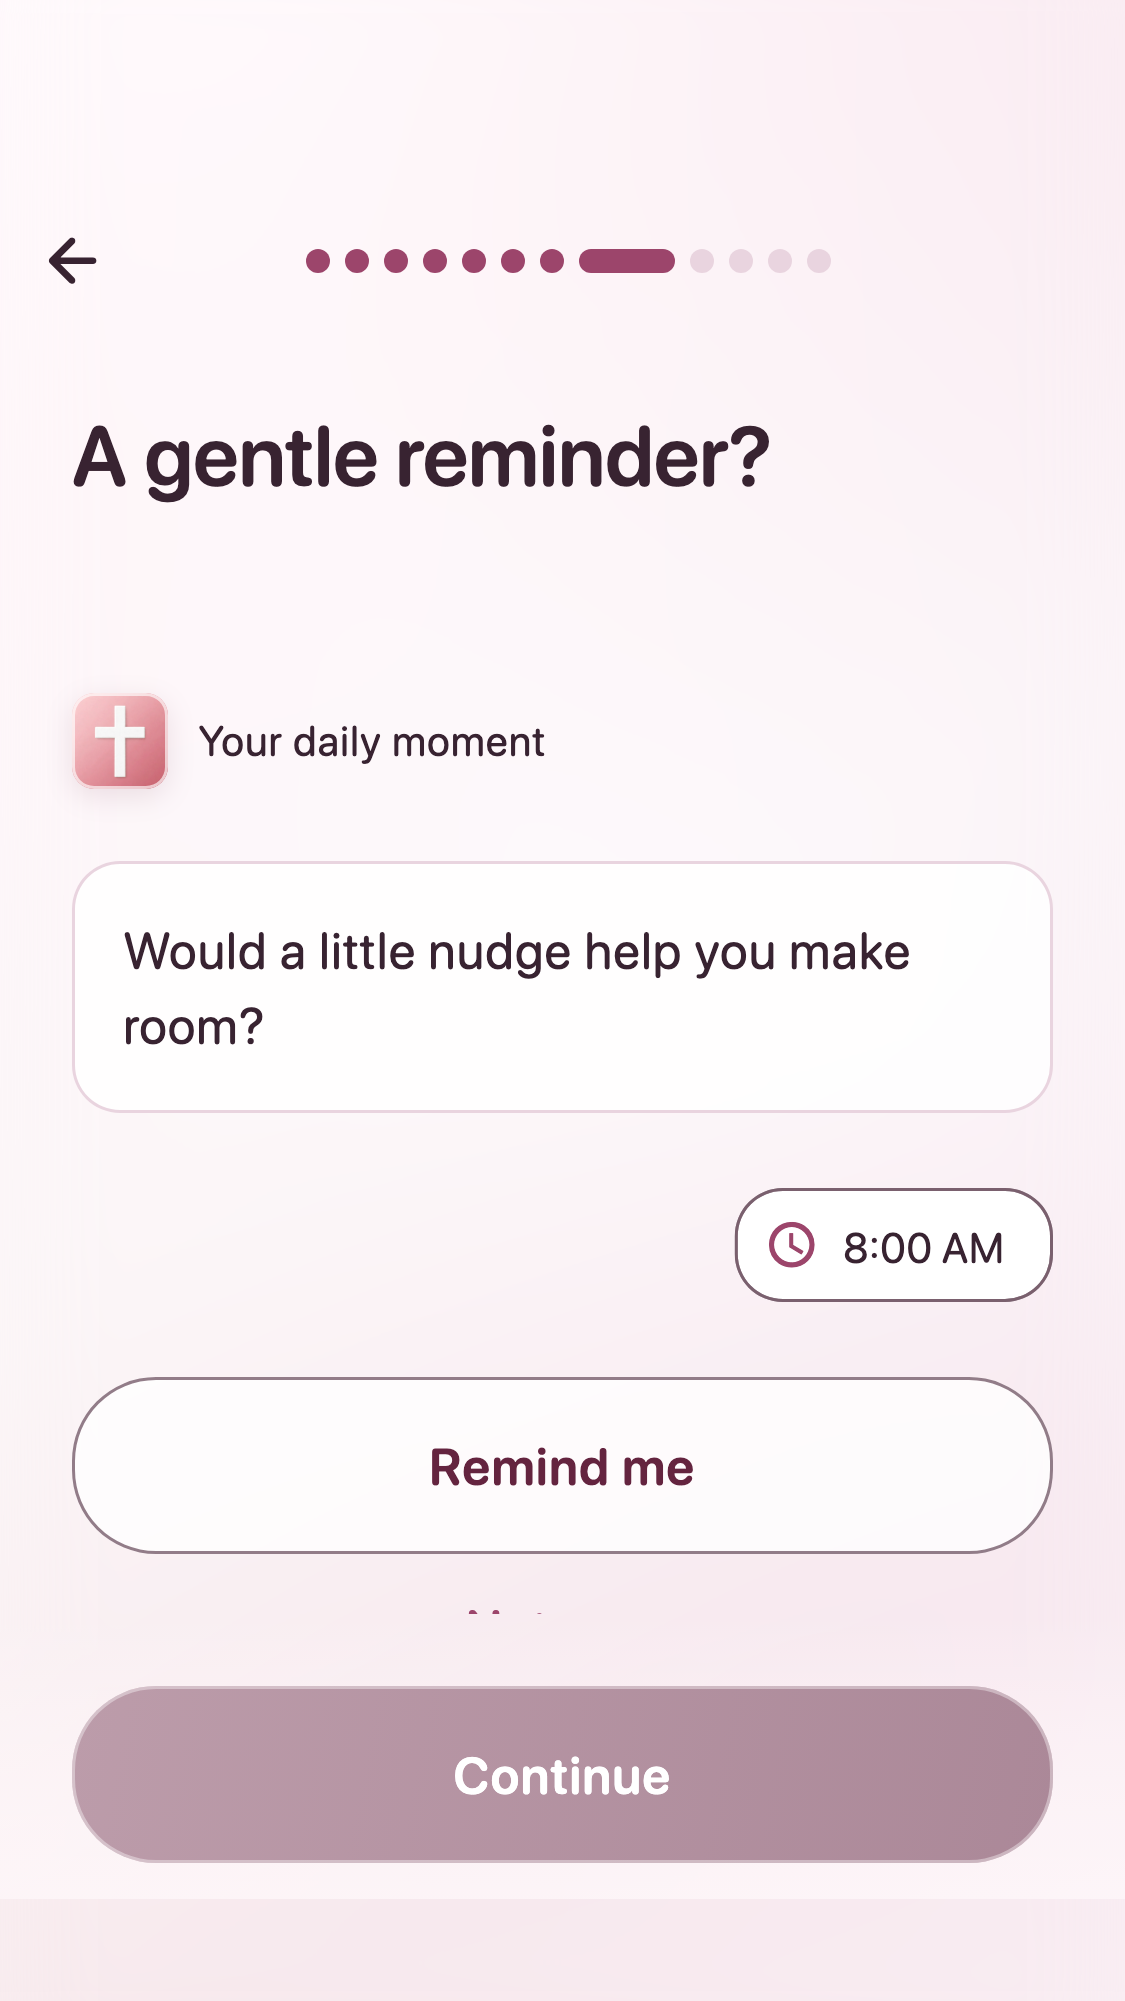 A gentle reminder?
Your daily moment
Would a little nudge help you make
room?
8:00 AM
Remind me
Continue